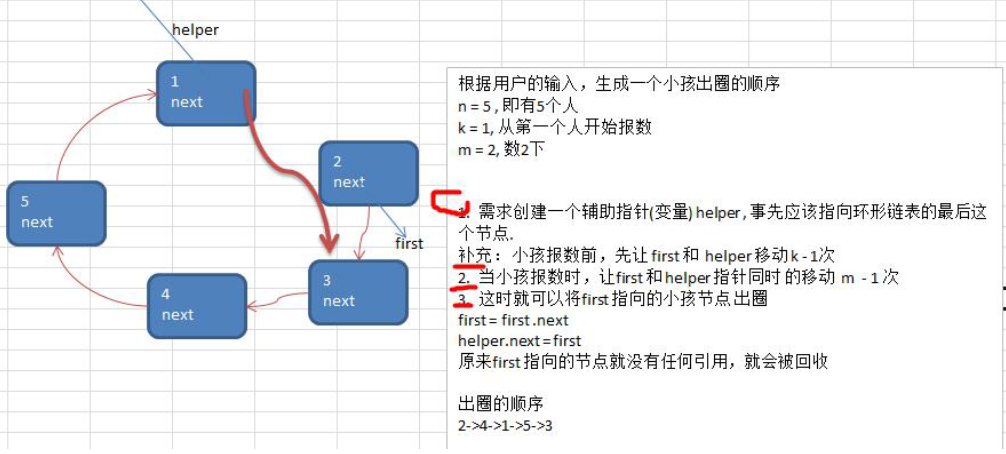 helper
1
next
2
next
first
3
next
4
next
5
next
根据用户的输入，生成一个小孩出圈的顺序
n = 5 , 即有5个人
k = 1, 从第一个人开始报数
m = 2, 数2下
1. 需求创建一个辅助指针(变量) helper , 事先应该指向环形链表的最后这
个节点.
补充：小孩报数前，先让 first 和 helper 移动 k - 1次
2. 当小孩报数时，让first 和 helper 指针同时 的移动 m - 1 次
3. 这时就可以将first 指向的小孩节点 出圈
first = first .next
helper.next = first
原来first 指向的节点就没有任何引用，就会被回收
出圈的顺序
2->4->1->5->3